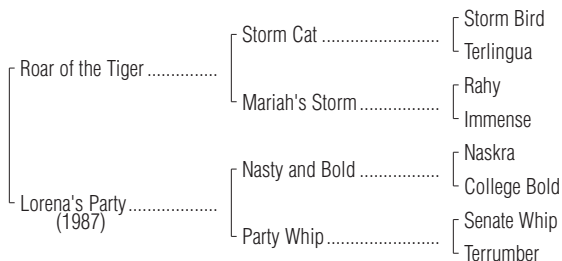 Storm Bird
Storm Cat ........................
Terlingua
Roar of the Tiger ..............
Rahy
Mariah's Storm ................
Immense
Naskra
Nasty and Bold ................
College Bold
Lorena's Party .................
(1987)
Senate Whip
Party Whip .......................
Terrumber